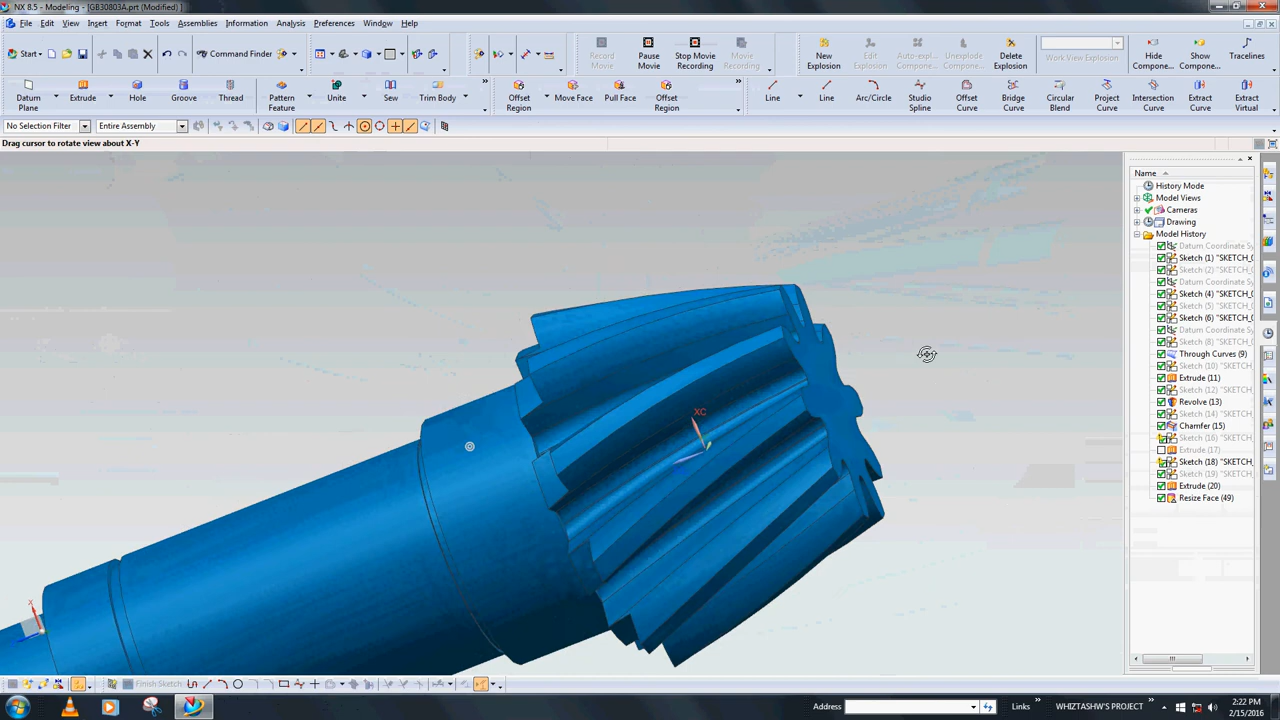 NX 8.5 - Modeling - [GB30803A.prt (Modified) ]
File Edit View Insert Format Tools Assemblies Information Analysis Preferences Window Help
Start Command Finder Record Movie Pause Movie Stop Movie Recording Movie Recording New Explosion Edit Explosion Auto-expl... Compone... Unexplode Component Delete Explosion Work View Explosion Hide Compone... Show Compone... Tracelines
Datum Plane Extrude Hole Groove Thread Pattern Feature Unite Sew Trim Body Offset Region Move Face Pull Face Offset Region Line Line Arc/Circle Studio Spline Offset Curve Bridge Curve Circular Blend Project Curve Intersection Curve Extract Curve Extract Virtual
No Selection Filter Entire Assembly
Drag cursor to rotate view about X-Y
Name
History Mode
Model Views
Cameras
Drawing
Model History
Datum Coordinate Sy
Sketch (1) "SKETCH_0
Sketch (2) "SKETCH_0
Datum Coordinate Sy
Sketch (4) "SKETCH_0
Sketch (5) "SKETCH_0
Sketch (6) "SKETCH_0
Datum Coordinate Sy
Sketch (8) "SKETCH_0
Through Curves (9)
Sketch (10) "SKETCH_
Extrude (11)
Sketch (12) "SKETCH_
Revolve (13)
Sketch (14) "SKETCH_
Chamfer (15)
Sketch (16) "SKETCH_
Extrude (17)
Sketch (18) "SKETCH_
Sketch (19) "SKETCH_
Extrude (20)
Resize Face (49)
XC
X
Finish Sketch
Address Links WHIZTASHW'S PROJECT 2:22 PM
2/15/2016